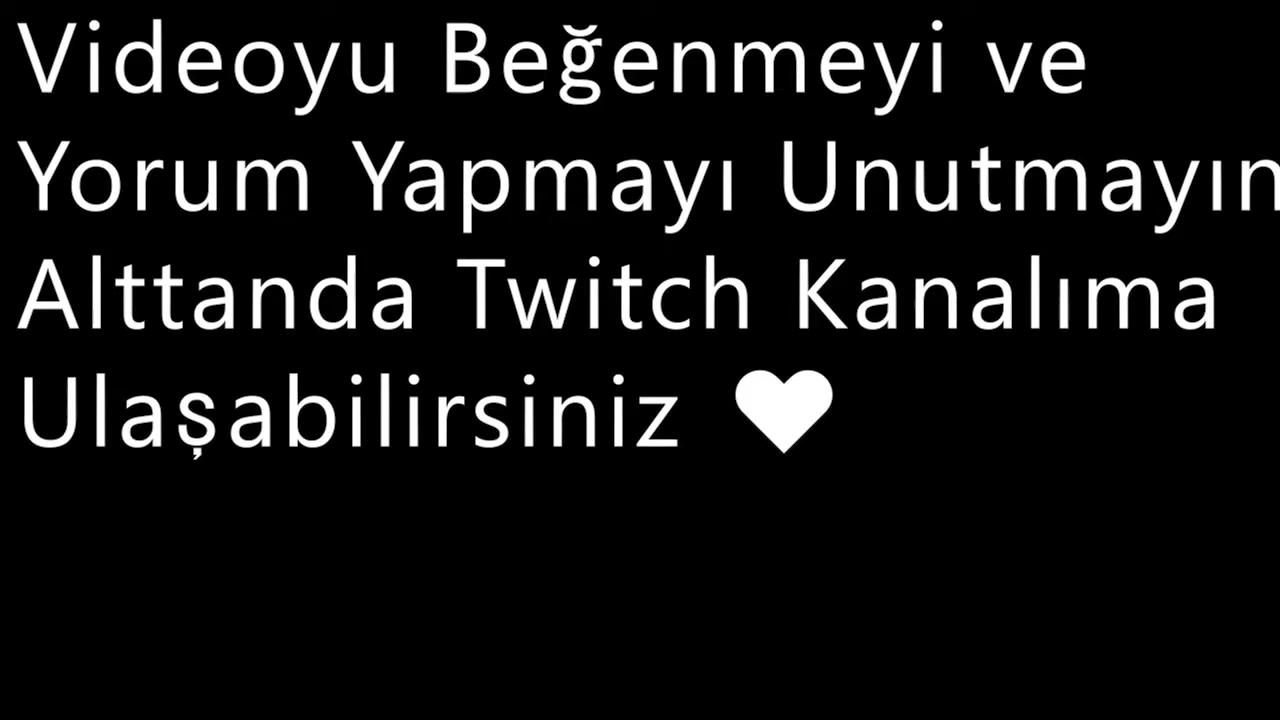 Videoyu Beğenmeyi ve
Yorum Yapmayı Unutmayın
Alttanda Twitch Kanalıma
Ulaşabilirsiniz ♥